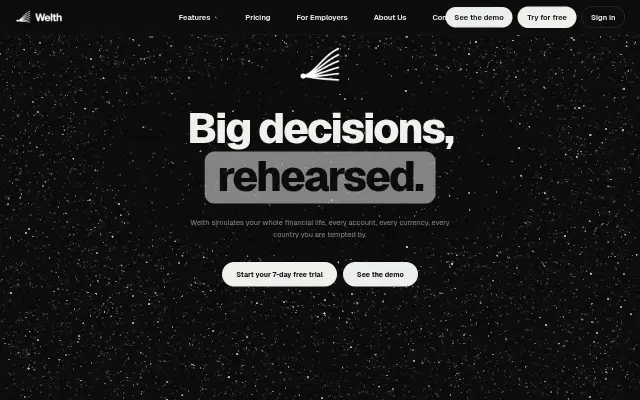 Welth
Features
Pricing
For Employers
About Us
Con
See the demo
Try for free
Sign in
Big decisions,
rehearsed.
Welth simulates your whole financial life, every account, every currency, every
country you are tempted by.
Start your 7-day free trial
See the demo